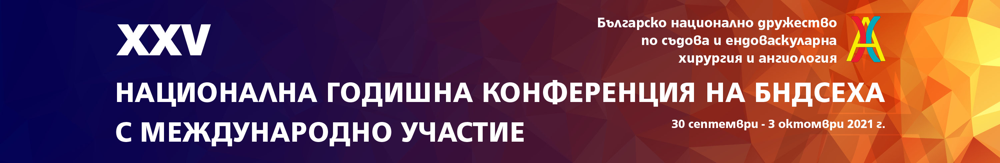 XXV
Българско национално дружество
по съдова и ендоваскуларна
хирургия и ангиология
НАЦИОНАЛНА ГОДИШНА КОНФЕРЕНЦИЯ НА БНДСЕХА
С МЕЖДУНАРОДНО УЧАСТИЕ
30 септември - 3 октомври 2021 г.